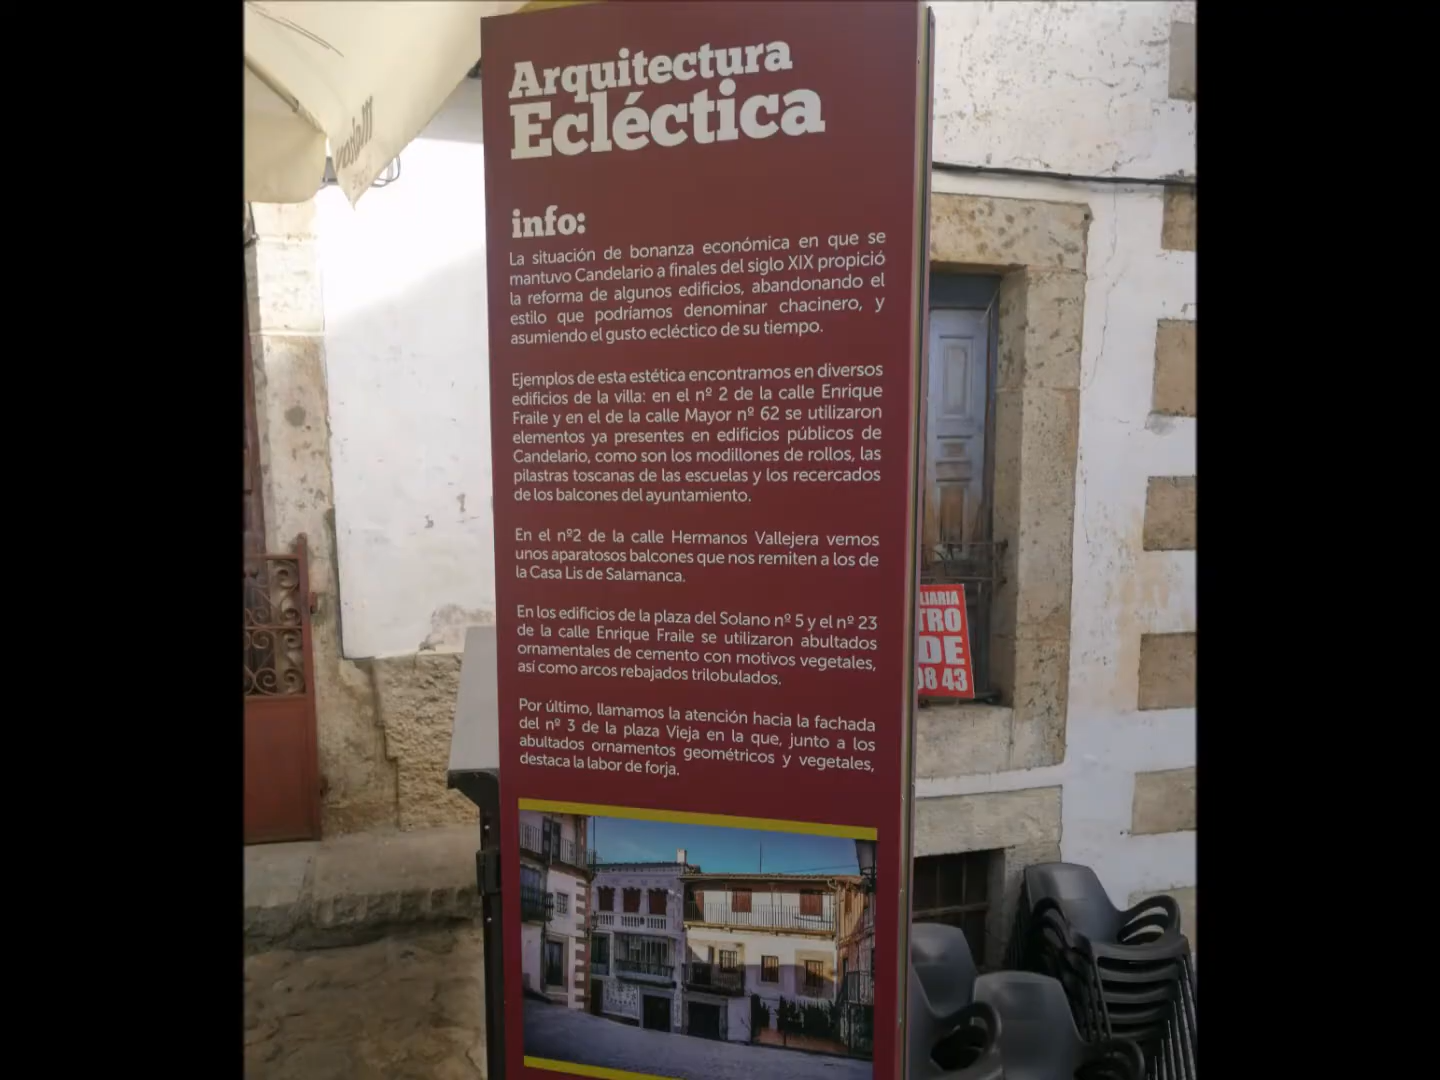 Arquitectura
Ecléctica
info:
La situación de bonanza económica en que se
mantuvo Candelario a finales del siglo XIX propició
la reforma de algunos edificios, abandonando el
estilo que podríamos denominar chacinero, y
asumiendo el gusto ecléctico de su tiempo.
Ejemplos de esta estética encontramos en diversos
edificios de la villa: en el nº 2 de la calle Enrique
Fraile y en el de la calle Mayor nº 62 se utilizaron
elementos ya presentes en edificios públicos de
Candelario, como son los modillones de rollos, las
pilastras toscanas de las escuelas y los recercados
de los balcones del ayuntamiento.
En el nº2 de la calle Hermanos Vallejera vemos
unos aparatosos balcones que nos remiten a los de
la Casa Lis de Salamanca.
En los edificios de la plaza del Solano nº 5 y el nº 23
de la calle Enrique Fraile se utilizaron abultados
ornamentales de cemento con motivos vegetales,
así como arcos rebajados trilobulados.
Por último, llamamos la atención hacia la fachada
del nº 3 de la plaza Vieja en la que, junto a los
abultados ornamentos geométricos y vegetales,
destaca la labor de forja.
LIARIA
TRO
DE
08 43